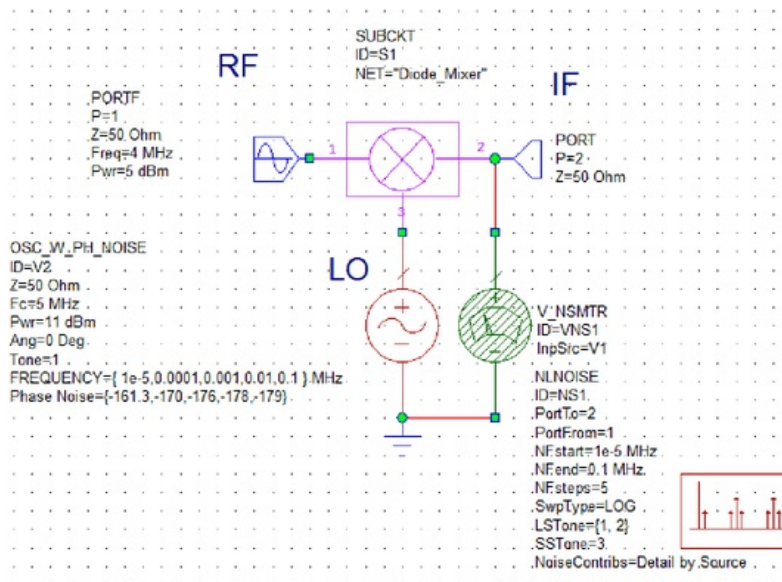 SUBCKT
ID=S1
NET="Diode_Mixer"
RF
IF
PORTF
P=1
Z=50 Ohm
Freq=4 MHz
Pwr=5 dBm
1
2
3
PORT
P=2
Z=50 Ohm
OSC_W_PH_NOISE
ID=V2
Z=50 Ohm
Fc=5 MHz
Pwr=11 dBm
Ang=0 Deg
Tone=1
FREQUENCY={ 1e-5,0.0001,0.001,0.01,0.1 } MHz
Phase Noise={-161.3,-170,-176,-178,-179}
LO
V_NSMTR
ID=VNS1
InpSrc=V1
NLNOISE
ID=NS1
PortTo=2
PortFrom=1
NFstart=1e-5 MHz
NFend=0.1 MHz
NFsteps=5
SwpType=LOG
LSTone={1, 2}
SSTone=3
NoiseContribs=Detail by Source